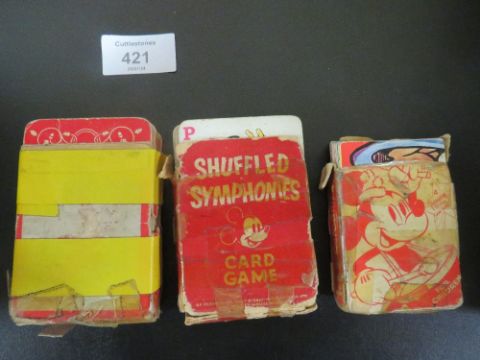 Cuttlestones
421
P
SHUFFLED
SYMPHONIES
CARD
GAME